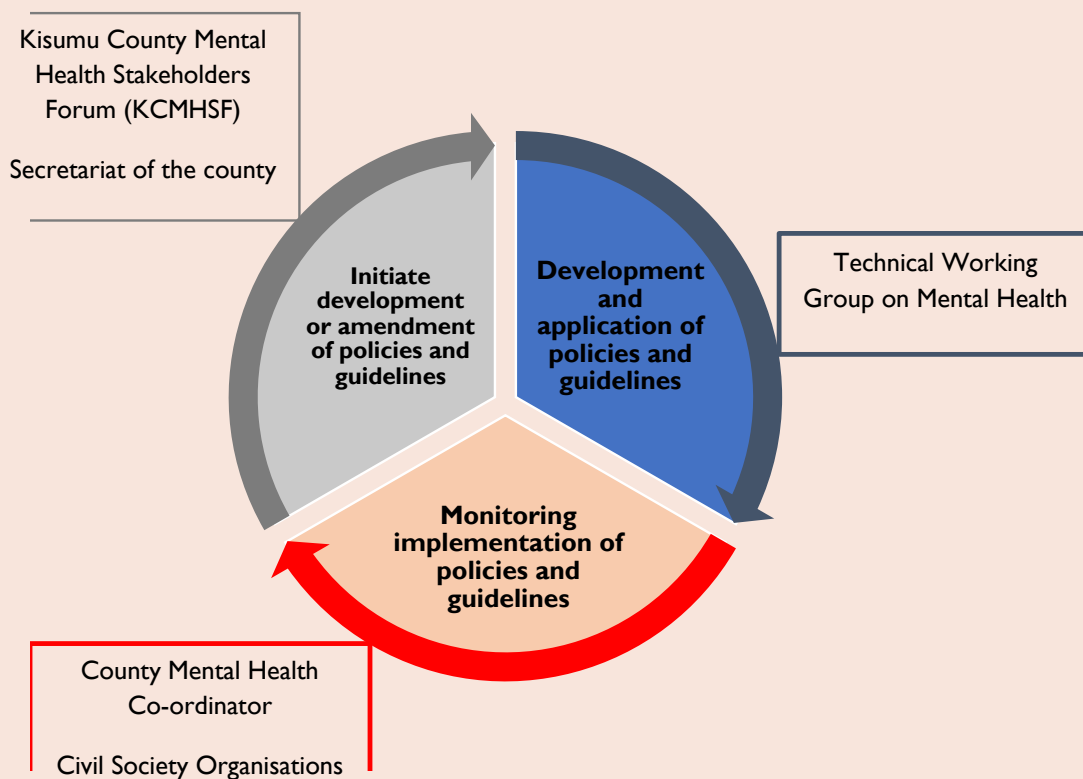 Kisumu County Mental
Health Stakeholders
Forum (KCMHSF)
Secretariat of the county
Initiate
development
or amendment
of policies and
guidelines
Development
and
application of
policies and
guidelines
Technical Working
Group on Mental Health
Monitoring
implementation of
policies and
guidelines
County Mental Health
Co-ordinator
Civil Society Organisations